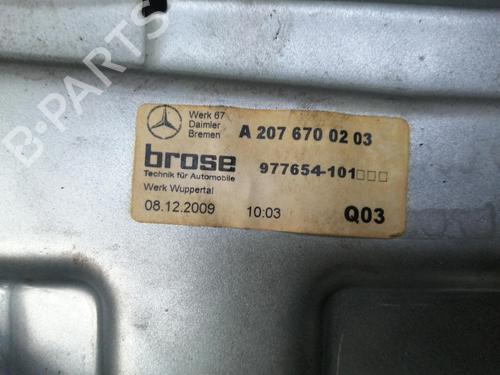 Werk 67
Daimler
Bremen
A 207 670 02 03
brose
Technik für Automobile
977654-101□□□
Werk Wuppertal
08.12.2009 10:03 Q03
B-PARTS